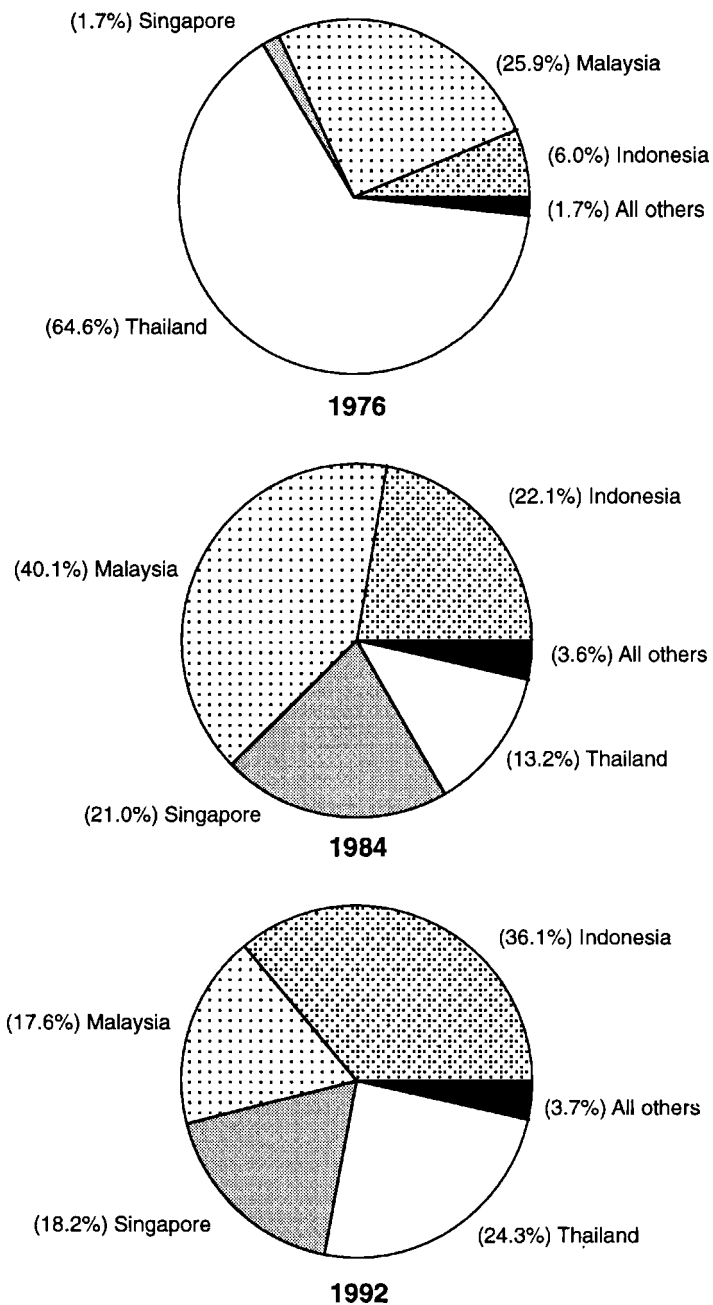 (1.7%) Singapore
(25.9%) Malaysia
(6.0%) Indonesia
(1.7%) All others
(64.6%) Thailand
1976
(22.1%) Indonesia
(40.1%) Malaysia
(3.6%) All others
(13.2%) Thailand
(21.0%) Singapore
1984
(36.1%) Indonesia
(17.6%) Malaysia
(3.7%) All others
(18.2%) Singapore
(24.3%) Thailand
1992